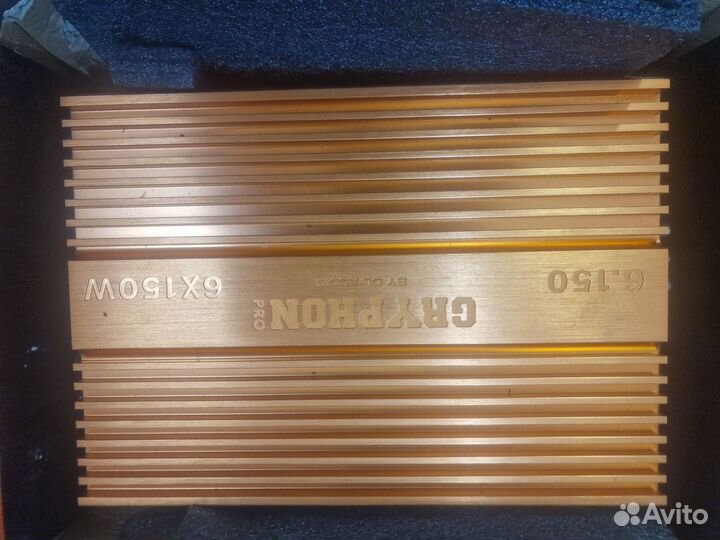 6.150
GRYPHON PRO
BY DL AUDIO
6X150W
Avito